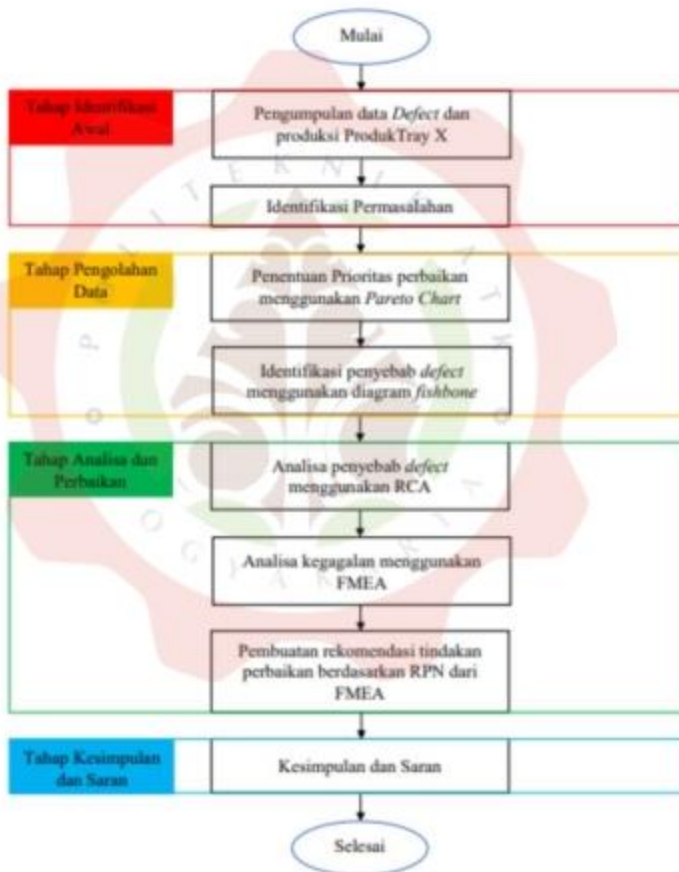 Mulai
Tahap Identifikasi
Awal
Pengumpulan data Defect dan
produksi ProdukTray X
Identifikasi Permasalahan
Tahap Pengolahan
Data
Penentuan Prioritas perbaikan
menggunakan Pareto Chart
Identifikasi penyebab defect
menggunakan diagram fishbone
Tahap Analisa dan
Perbaikan
Analisa penyebab defect
menggunakan RCA
Analisa kegagalan menggunakan
FMEA
Pembuatan rekomendasi tindakan
perbaikan berdasarkan RPN dari
FMEA
Tahap Kesimpulan
dan Saran
Kesimpulan dan Saran
Selesai